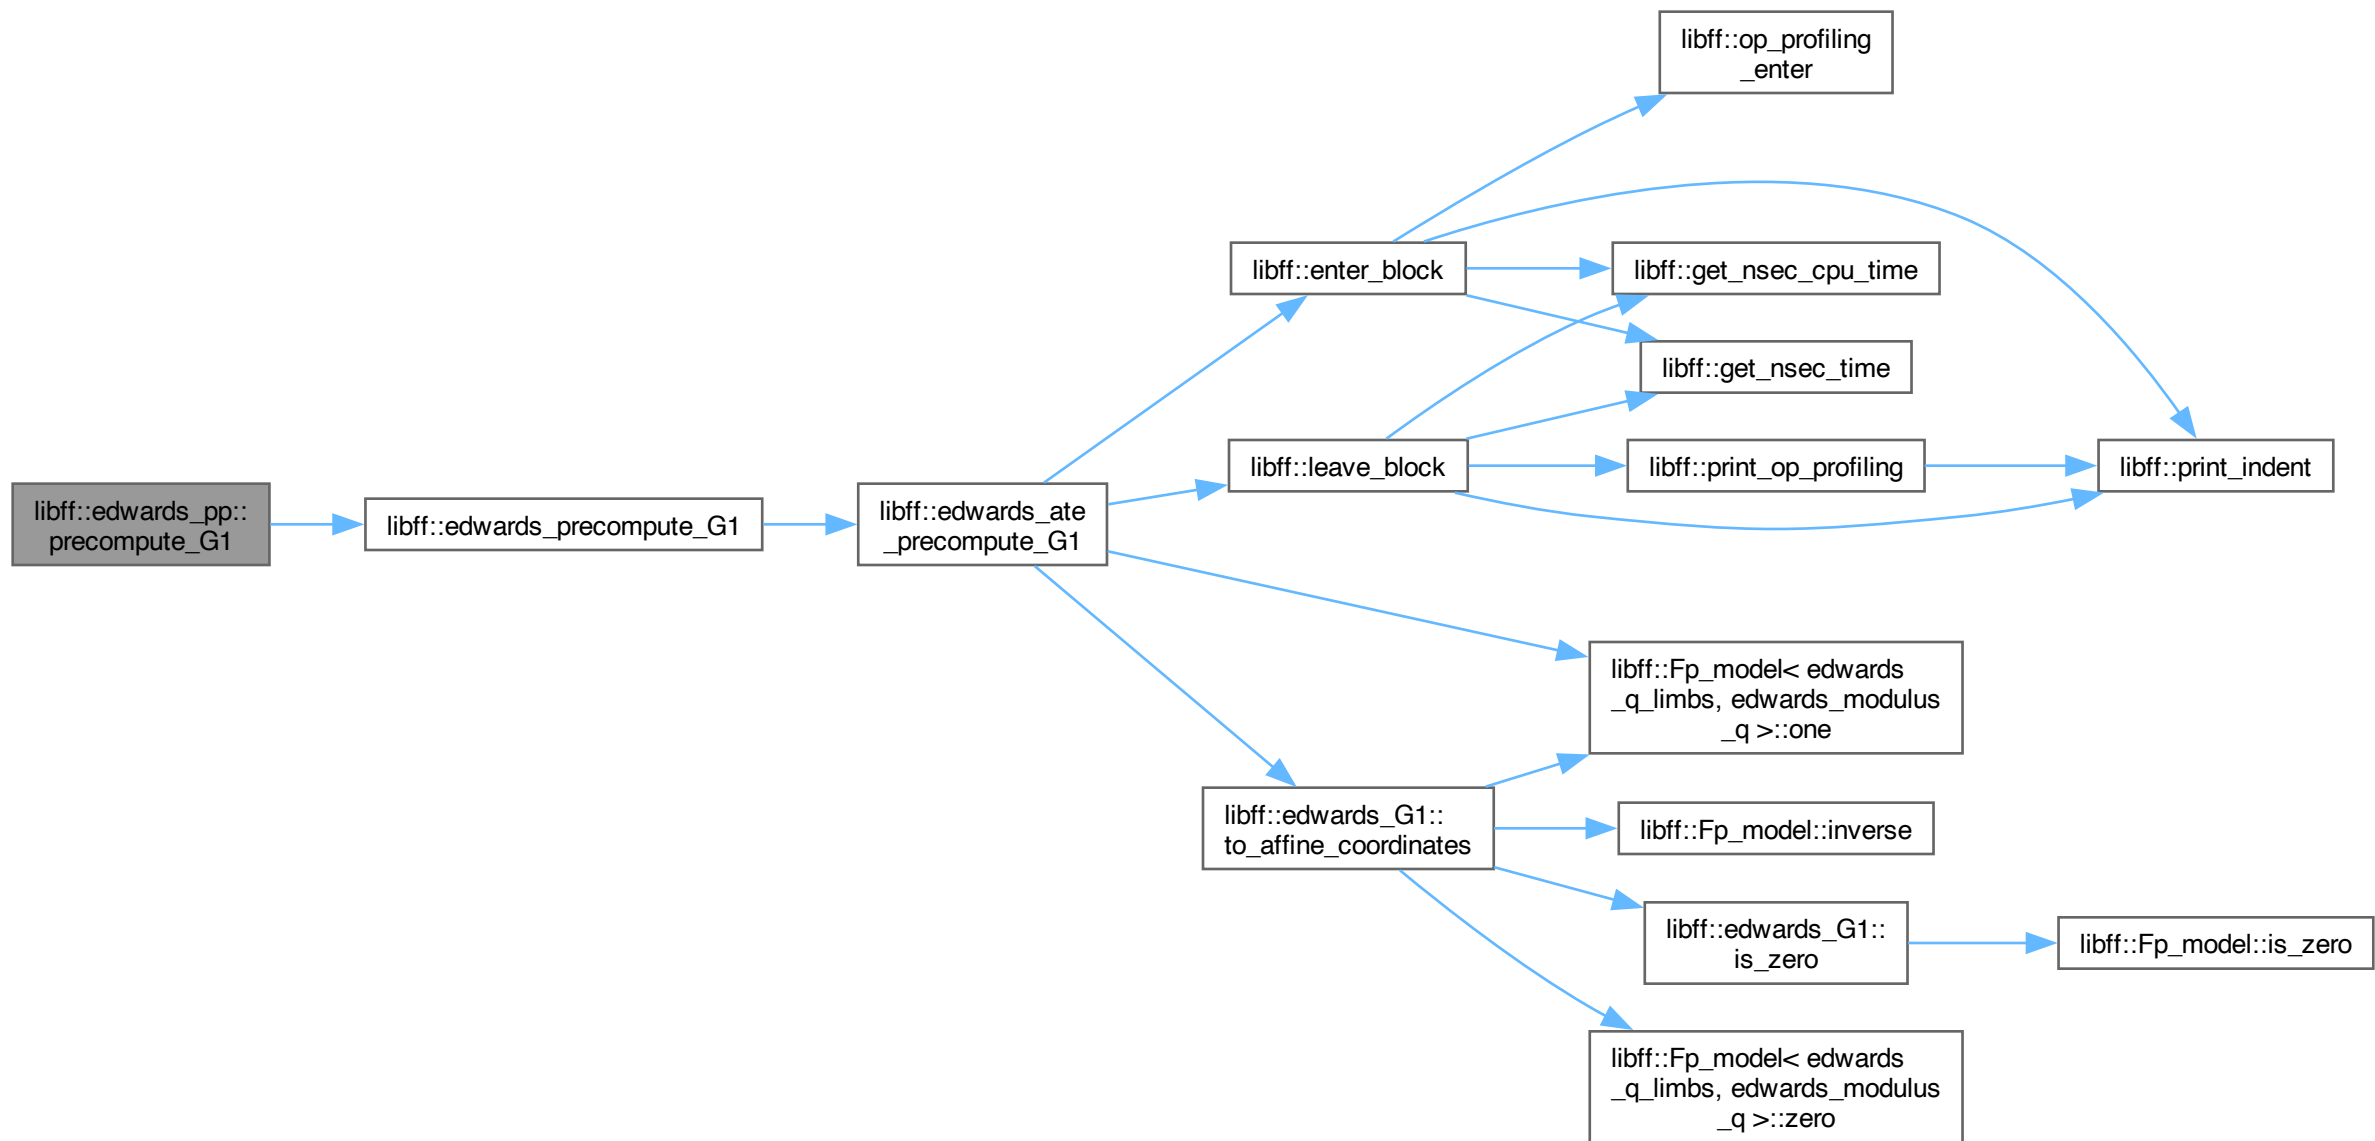 libff::op_profiling
_enter
libff::enter_block
libff::get_nsec_cpu_time
libff::get_nsec_time
libff::leave_block
libff::print_op_profiling
libff::print_indent
libff::edwards_pp::
precompute_G1
libff::edwards_precompute_G1
libff::edwards_ate
_precompute_G1
libff::Fp_model< edwards
_q_limbs, edwards_modulus
_q >::one
libff::edwards_G1::
to_affine_coordinates
libff::Fp_model::inverse
libff::edwards_G1::
is_zero
libff::Fp_model::is_zero
libff::Fp_model< edwards
_q_limbs, edwards_modulus
_q >::zero